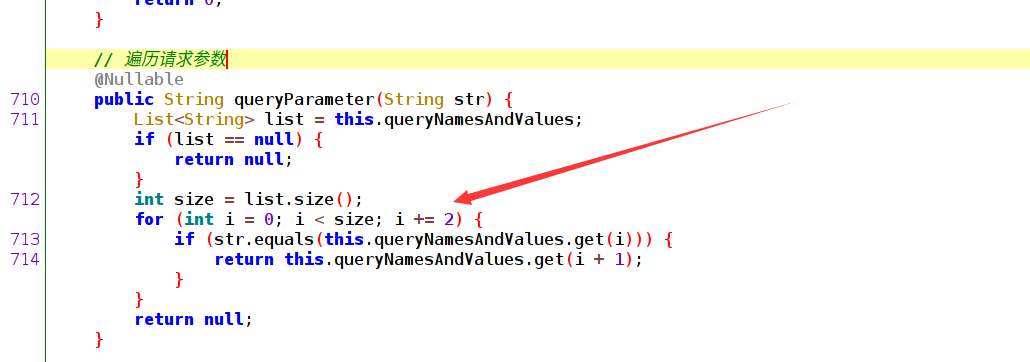 return 0;
}
// 遍历请求参数
@Nullable
710 public String queryParameter(String str) {
711 List<String> list = this.queryNamesAndValues;
if (list == null) {
return null;
}
712 int size = list.size();
for (int i = 0; i < size; i += 2) {
713 if (str.equals(this.queryNamesAndValues.get(i))) {
714 return this.queryNamesAndValues.get(i + 1);
}
}
return null;
}